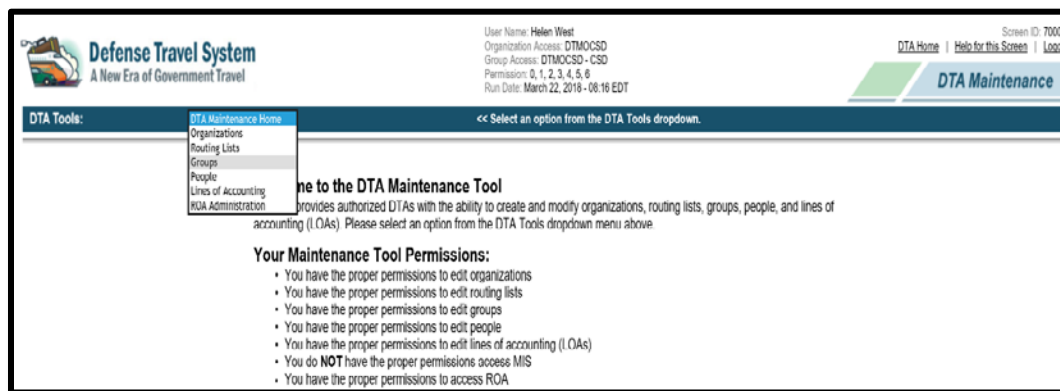 Defense Travel System
A New Era of Government Travel
User Name: Helen West
Organization Access: DTMOCSD
Group Access: DTMOCSD - CSD
Permission: 0, 1, 2, 3, 4, 5, 6
Run Date: March 22, 2018 - 08:16 EDT
Screen ID: 700
DTA Home | Help for this Screen | Logo
DTA Maintenance
DTA Tools:
DTA Maintenance Home
<< Select an option from the DTA Tools dropdown.
Organizations
Routing Lists
Groups
People
Lines of Accounting
ROA Administration
me to the DTA Maintenance Tool
provides authorized DTAs with the ability to create and modify organizations, routing lists, groups, people, and lines of
accounting (LOAs). Please select an option from the DTA Tools dropdown menu above.
Your Maintenance Tool Permissions:
• You have the proper permissions to edit organizations
• You have the proper permissions to edit routing lists
• You have the proper permissions to edit groups
• You have the proper permissions to edit people
• You have the proper permissions to edit lines of accounting (LOAs)
• You do NOT have the proper permissions access MIS
• You have the proper permissions to access ROA